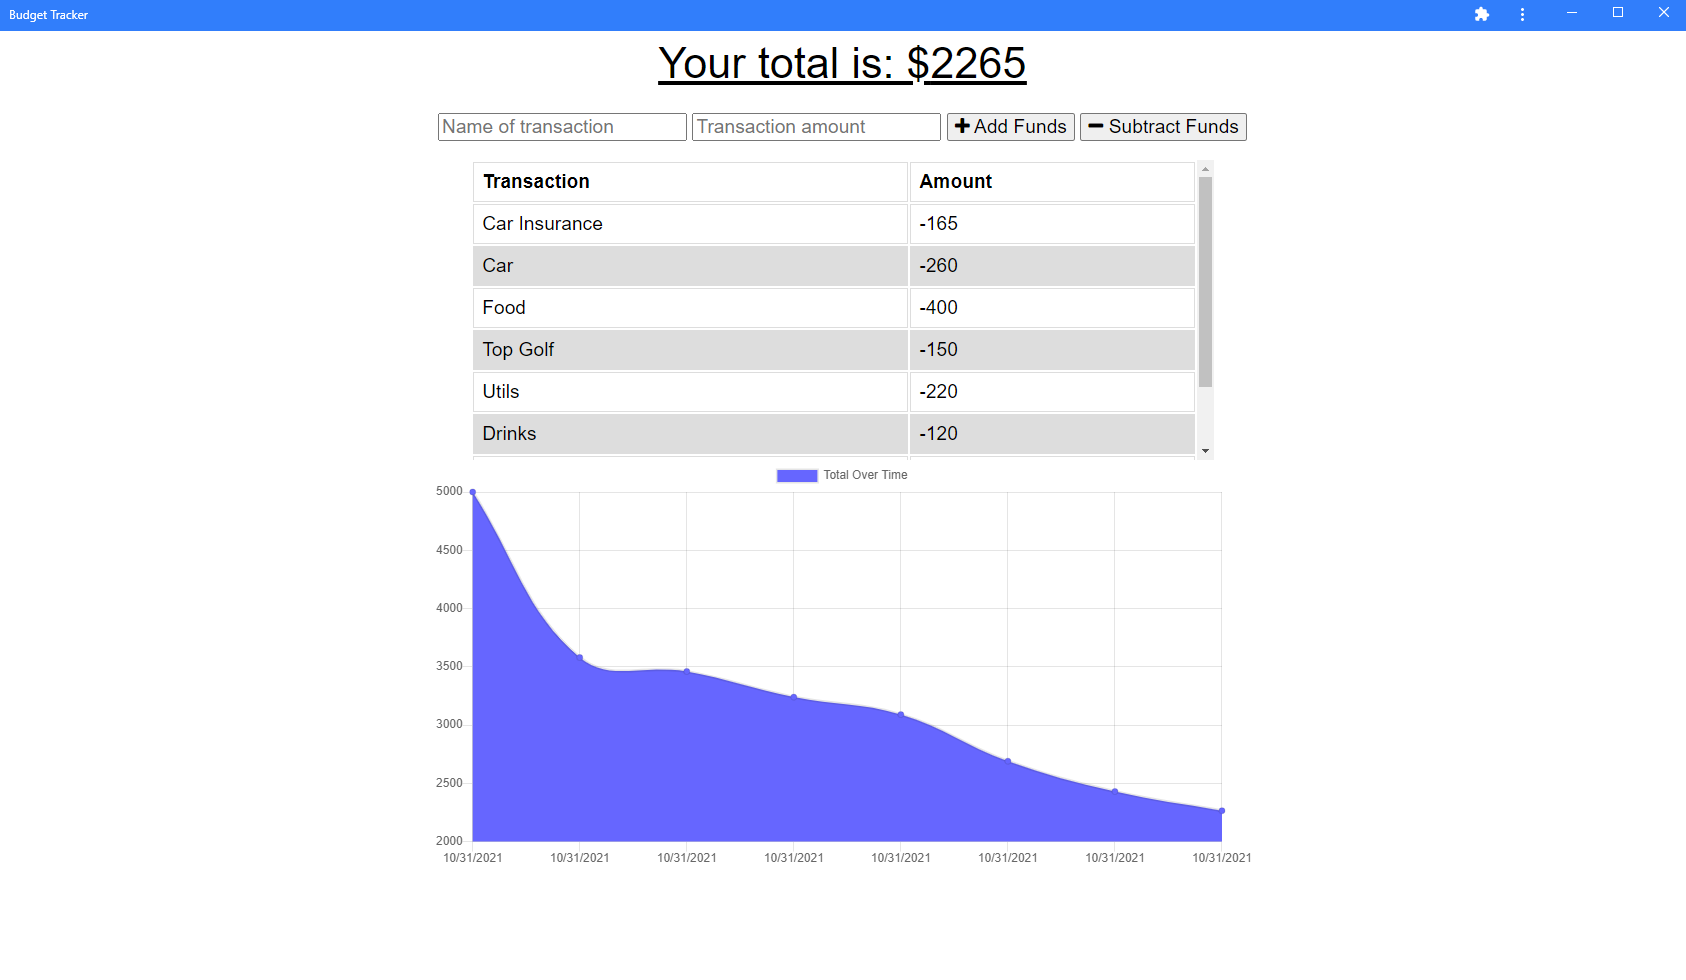 Budget Tracker
Your total is: $2265
Name of transaction Transaction amount Add Funds Subtract Funds
Transaction Amount
Car Insurance -165
Car -260
Food -400
Top Golf -150
Utils -220
Drinks -120
Total Over Time
5000
4500
4000
3500
3000
2500
2000
10/31/2021 10/31/2021 10/31/2021 10/31/2021 10/31/2021 10/31/2021 10/31/2021 10/31/2021